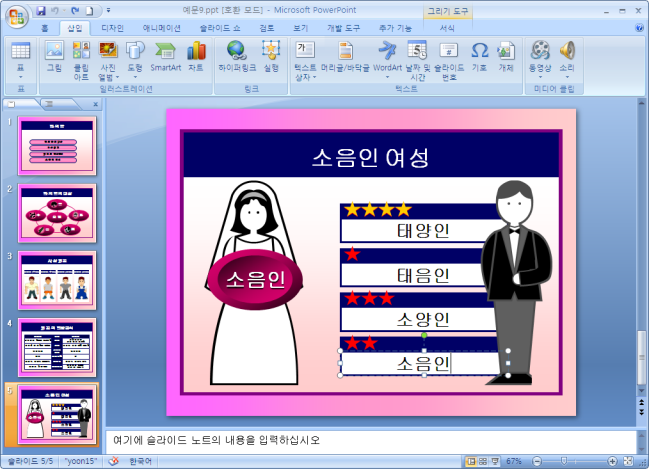 예문9.ppt [호환 모드] - Microsoft PowerPoint
그리기 도구
홈 삽입 디자인 애니메이션 슬라이드 쇼 검토 보기 개발 도구 추가 기능 서식
표 그림 클립 아트 사진 앨범 도형 SmartArt 차트 하이퍼링크 실행 텍스트 상자 머리글/바닥글 WordArt 날짜 및 시간 슬라이드 번호 기호 개체 동영상 소리
표 일러스트레이션 링크 텍스트 미디어 클립
1
2
3
4
5
소음인 여성
소음인
태양인
태음인
소양인
소음인
여기에 슬라이드 노트의 내용을 입력하십시오
슬라이드 5/5 "yoon15" 한국어 67%